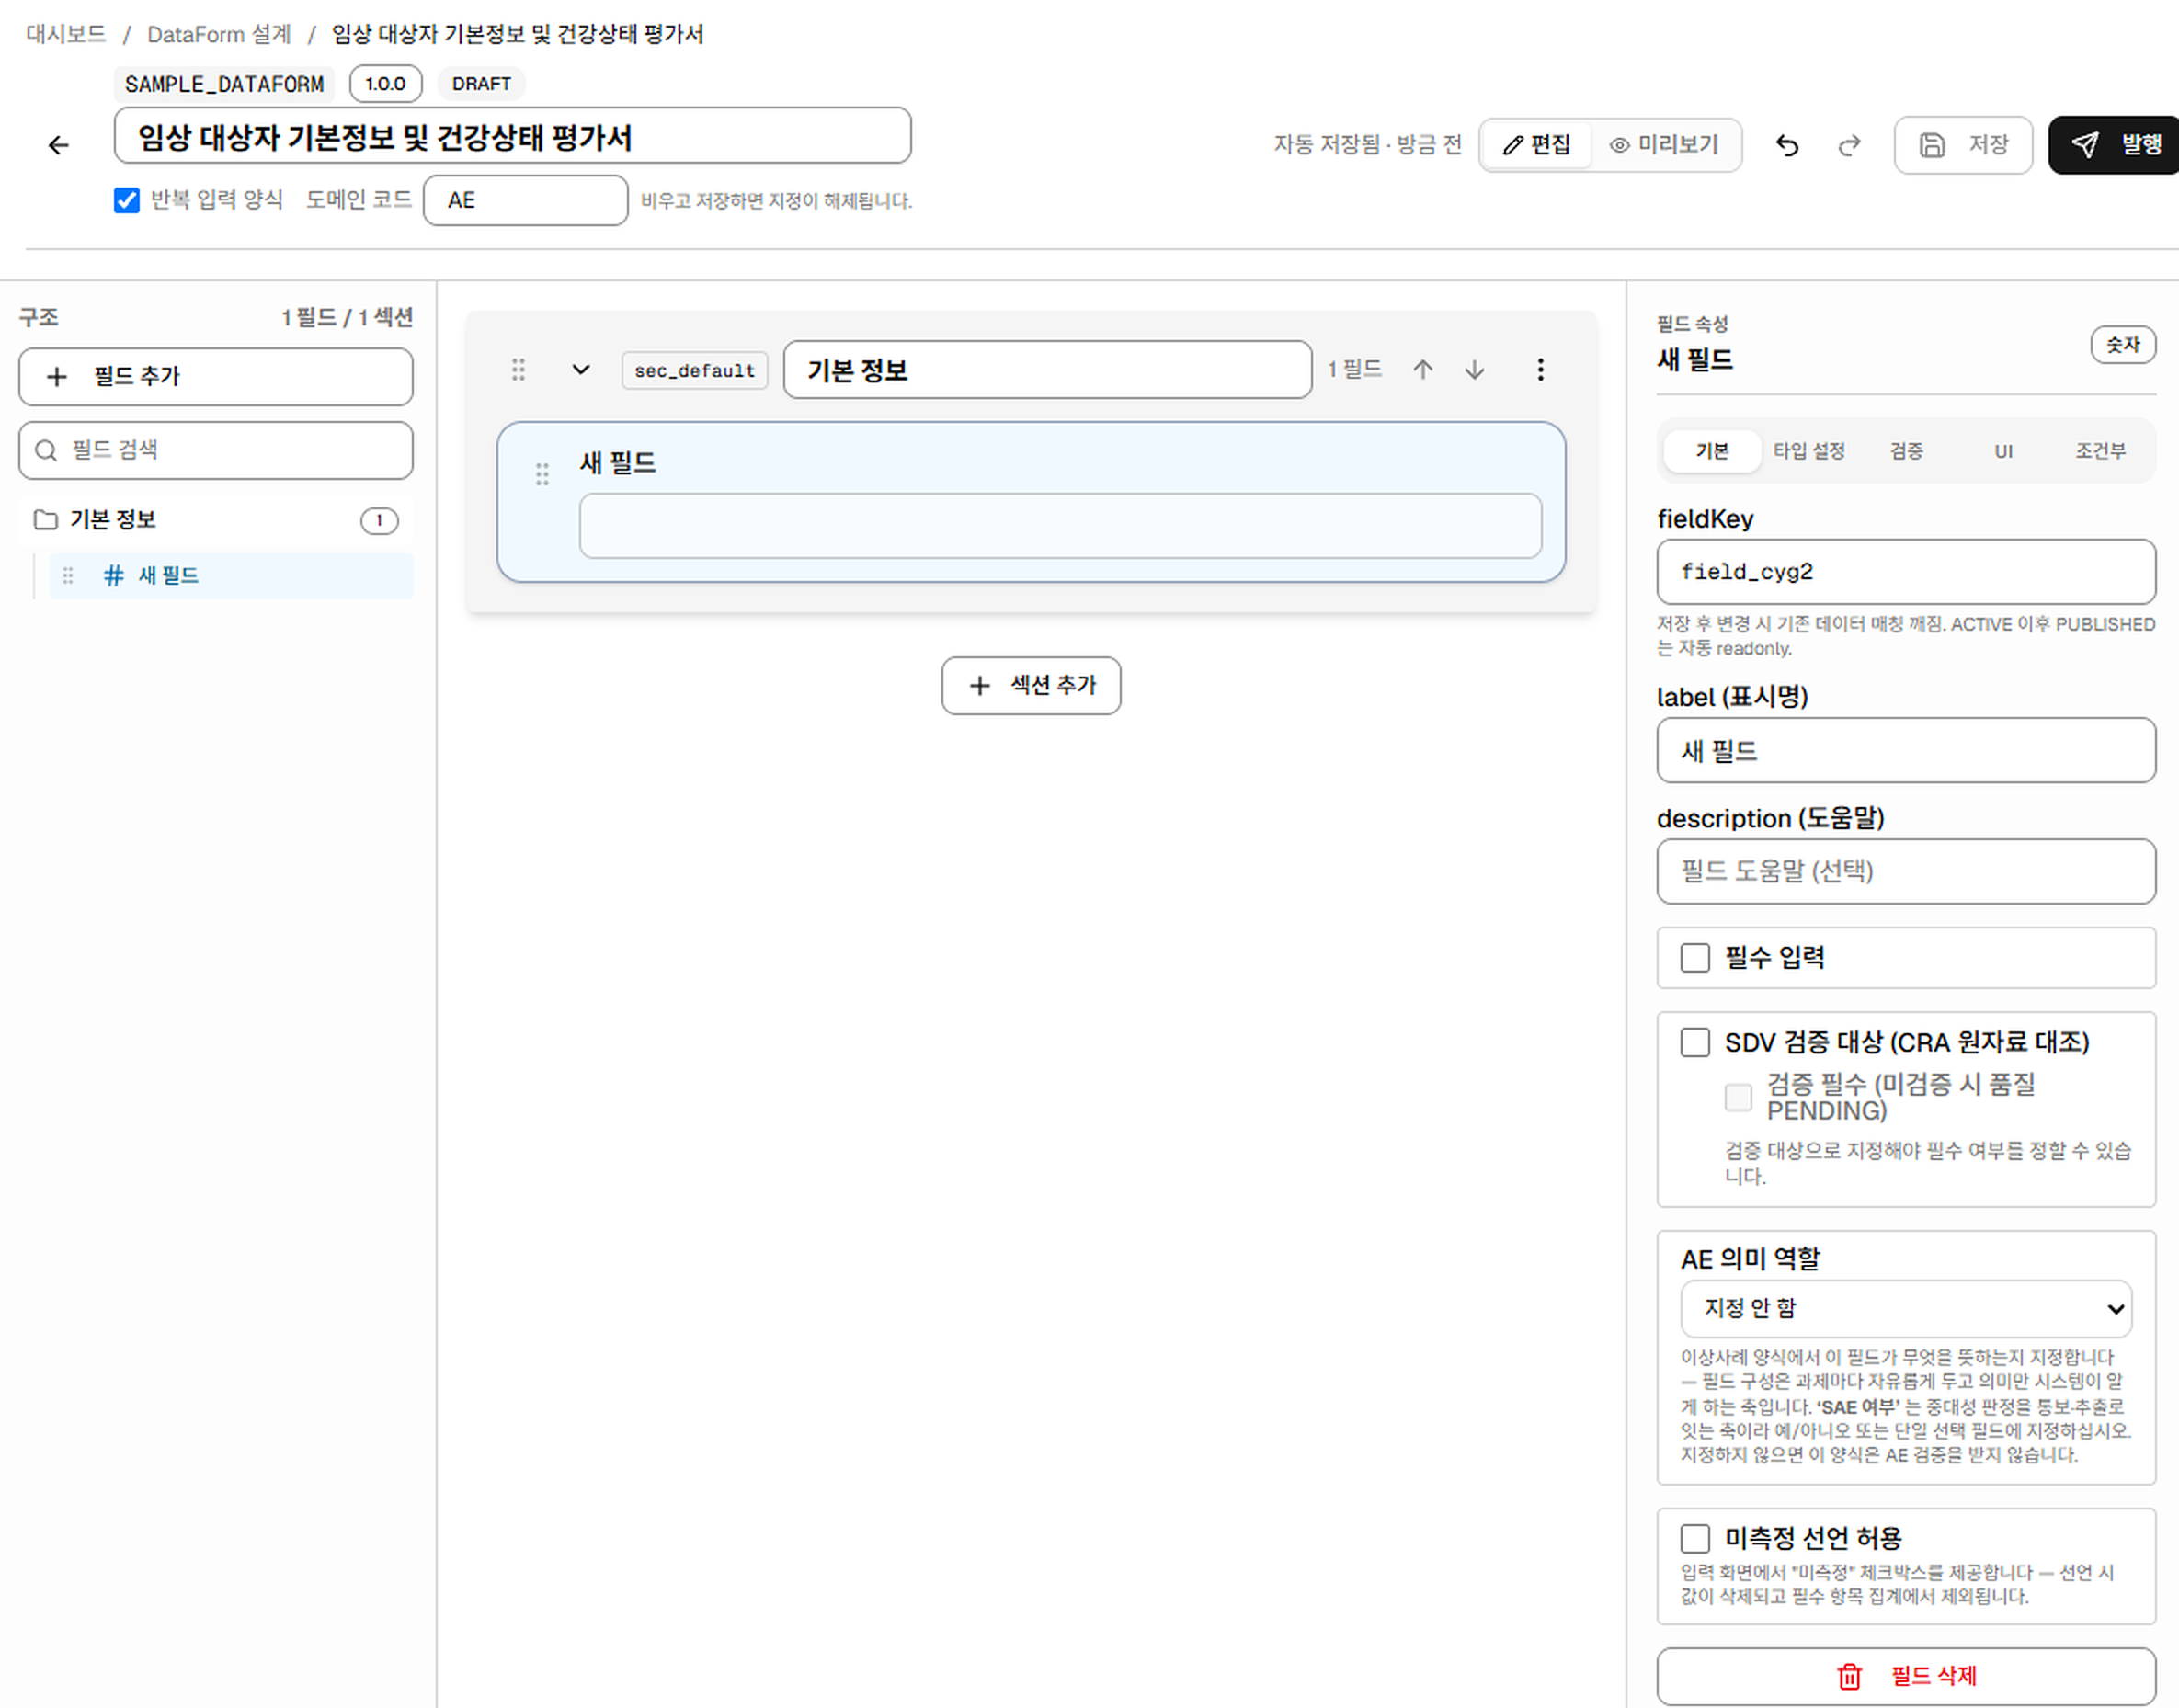 대시보드 / DataForm 설계 / 임상 대상자 기본정보 및 건강상태 평가서
SAMPLE_DATAFORM 1.0.0 DRAFT
임상 대상자 기본정보 및 건강상태 평가서
자동 저장됨 · 방금 전 편집 미리보기 저장 발행
반복 입력 양식 도메인 코드 AE 비우고 저장하면 지정이 해제됩니다.
구조 1 필드 / 1 섹션
필드 추가
필드 검색
기본 정보 1
새 필드
sec_default 기본 정보 1 필드
새 필드
섹션 추가
필드 속성
새 필드
숫자
기본 타입 설정 검증 UI 조건부
fieldKey
field_cyg2
저장 후 변경 시 기존 데이터 매칭 깨짐. ACTIVE 이후 PUBLISHED
는 자동 readonly.
label (표시명)
새 필드
description (도움말)
필드 도움말 (선택)
필수 입력
SDV 검증 대상 (CRA 원자료 대조)
검증 필수 (미검증 시 품질
PENDING)
검증 대상으로 지정해야 필수 여부를 정할 수 있습
니다.
AE 의미 역할
지정 안 함
이상사례 양식에서 이 필드가 무엇을 뜻하는지 지정합니다
— 필드 구성은 과제마다 자유롭게 두고 의미만 시스템이 알
게 하는 축입니다. ‘SAE 여부’ 는 중대성 판정을 통보·추출로
잇는 축이라 예/아니오 또는 단일 선택 필드에 지정하십시오.
지정하지 않으면 이 양식은 AE 검증을 받지 않습니다.
미측정 선언 허용
입력 화면에서 "미측정" 체크박스를 제공합니다 — 선언 시
값이 삭제되고 필수 항목 집계에서 제외됩니다.
필드 삭제